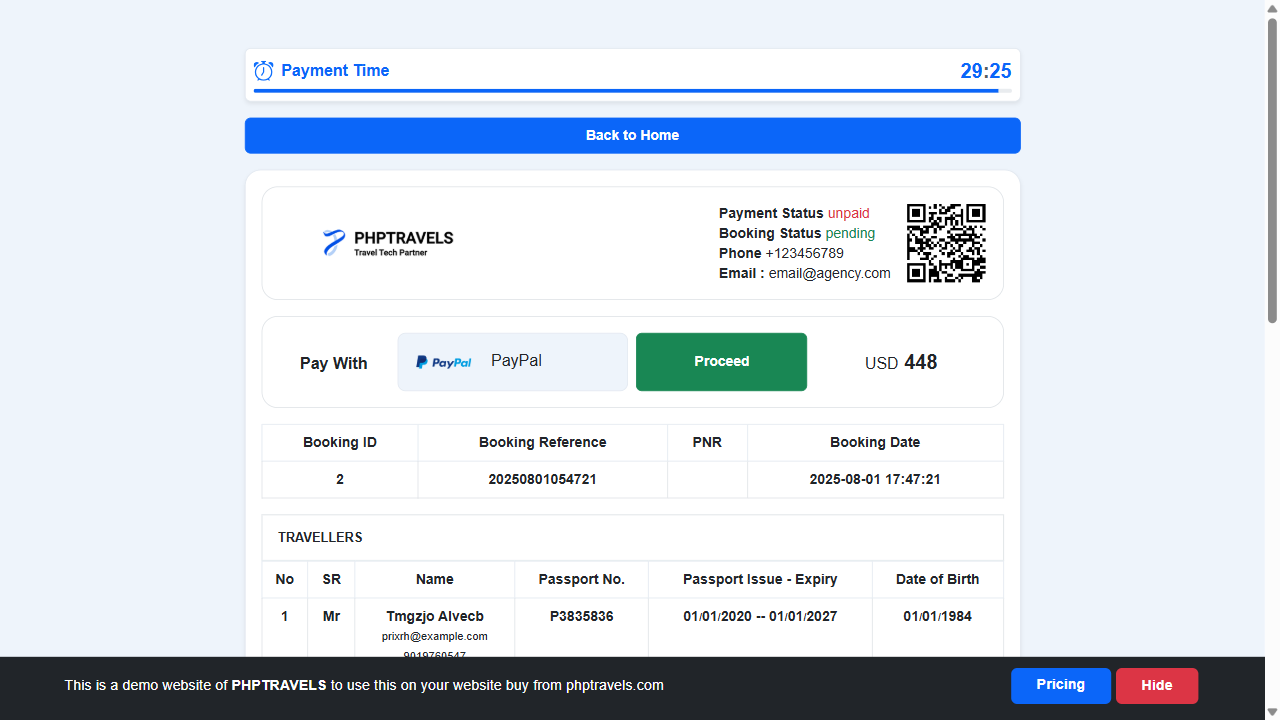 Payment Time 29:25
Back to Home
PHPTRAVELS
Travel Tech Partner
Payment Status unpaid
Booking Status pending
Phone +123456789
Email : email@agency.com
Pay With PayPal PayPal Proceed USD 448
Booking ID Booking Reference PNR Booking Date
2 20250801054721 2025-08-01 17:47:21
TRAVELLERS
No SR Name Passport No. Passport Issue - Expiry Date of Birth
1 Mr Tmgzjo Alvecb P3835836 01/01/2020 -- 01/01/2027 01/01/1984
prixrh@example.com
9019760547
This is a demo website of PHPTRAVELS to use this on your website buy from phptravels.com Pricing Hide